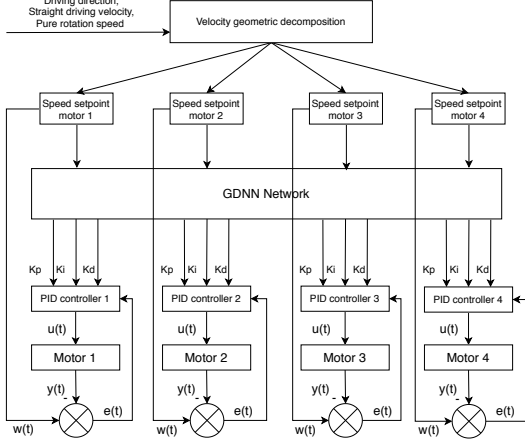 Driving direction,
Straight driving velocity,
Pure rotation speed
Velocity geometric decomposition
Speed setpoint
motor 1
Speed setpoint
motor 2
Speed setpoint
motor 3
Speed setpoint
motor 4
GDNN Network
Kp Ki Kd
Kp Ki Kd
Kp Ki Kd
Kp Ki Kd
PID controller 1
PID controller 2
PID controller 3
PID controller 4
u(t)
u(t)
u(t)
u(t)
Motor 1
Motor 2
Motor 3
Motor 4
y(t)
-
y(t)
-
y(t)
-
y(t)
-
w(t)
e(t)
w(t)
e(t)
w(t)
e(t)
w(t)
e(t)